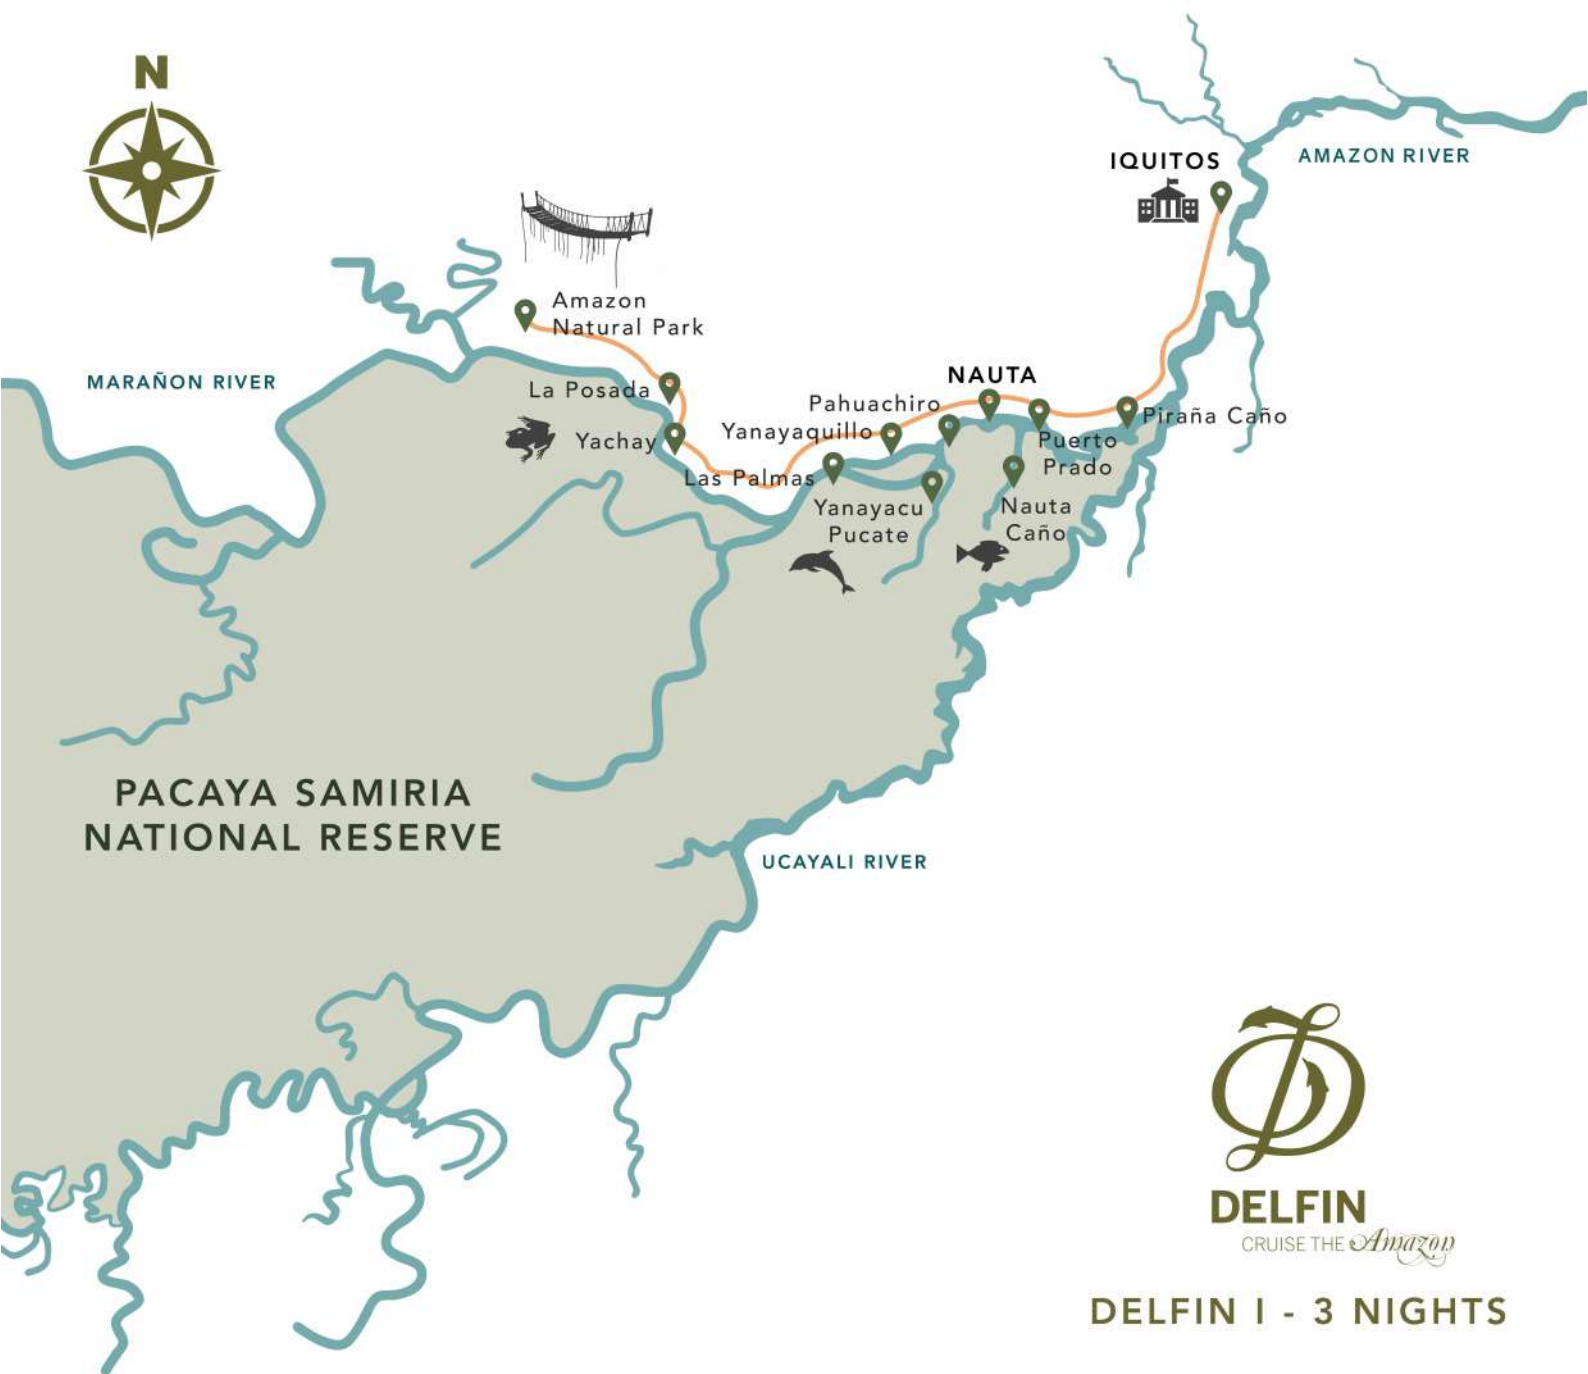 N
IQUITOS
AMAZON RIVER
Amazon
Natural Park
MARAÑON RIVER
La Posada
NAUTA
Pahuachiro
Piraña Caño
Yanayaquillo
Yachay
Puerto
Prado
Las Palmas
Yanayacu
Pucate
Nauta
Caño
PACAYA SAMIRIA
NATIONAL RESERVE
UCAYALI RIVER
DELFIN
CRUISE THE Amazon
DELFIN I - 3 NIGHTS